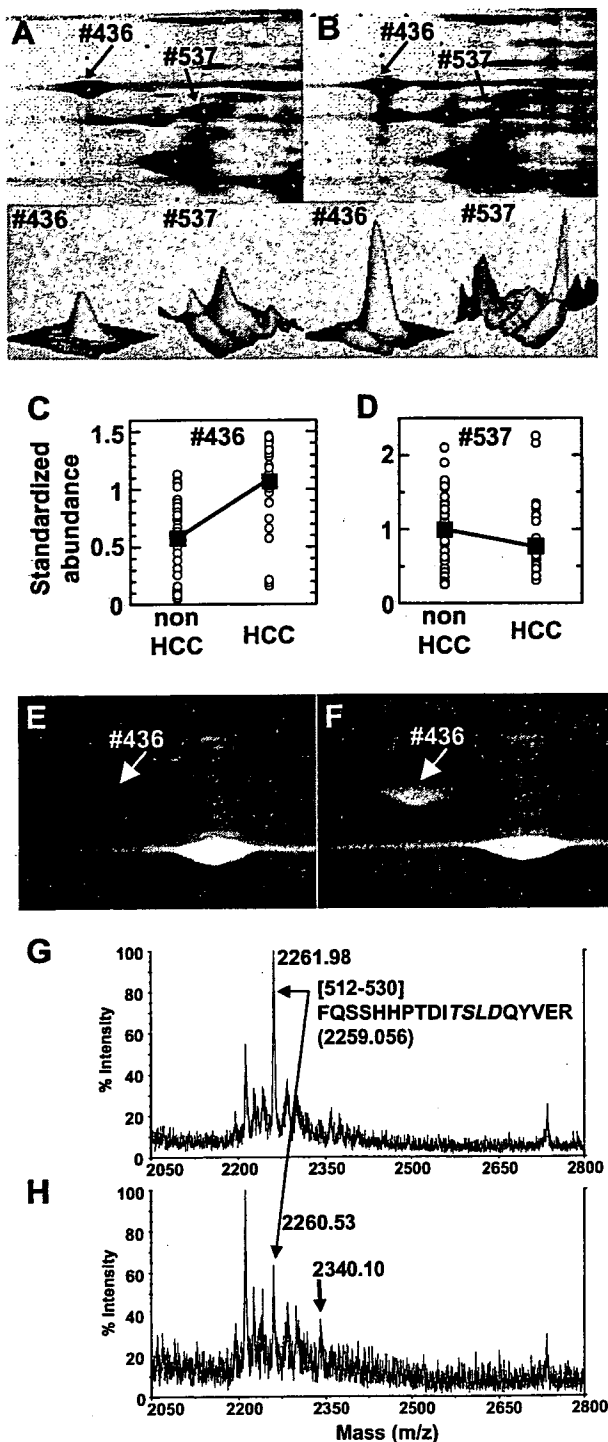 A
#436
#537
B
#436
#537
#436
#537
#436
#537
C
#436
Standardized
abundance
1.5
1
0.5
0
non
HCC
HCC
D
#537
2
1
0
non
HCC
HCC
E
#436
F
#436
G
% Intensity
100
80
60
40
20
0
2261.98
[512-530]
FQSSHHPTDITSLDQYVER
(2259.056)
2050
2200
2350
2500
2650
2800
H
% Intensity
100
80
60
40
20
0
2260.53
2340.10
2050
2200
2350
2500
2650
2800
Mass (m/z)